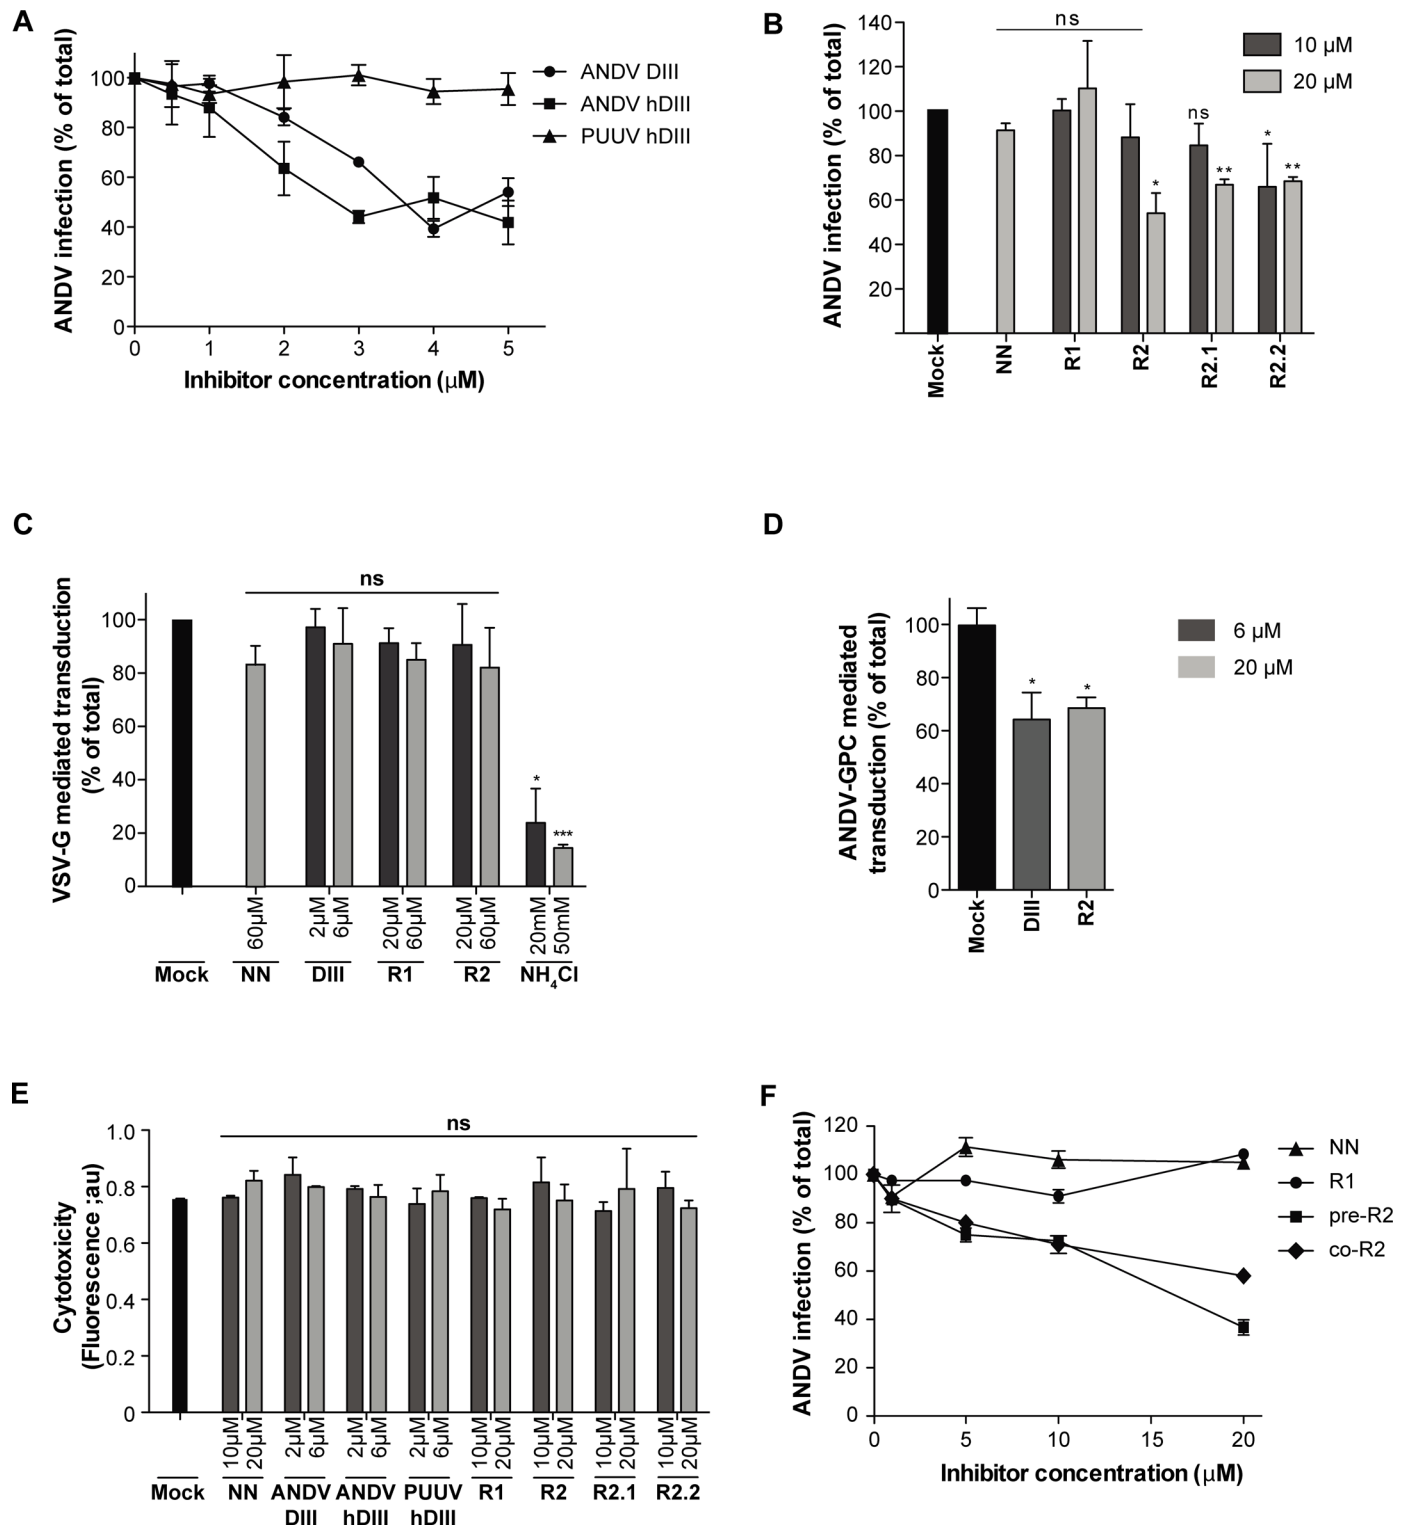 A
ANDV infection (% of total)
100
80
60
40
20
0
0 1 2 3 4 5
Inhibitor concentration (µM)
ANDV DIII
ANDV hDIII
PUUV hDIII
B
ANDV infection (% of total)
140
120
100
80
60
40
20
ns
ns
*
**
*
**
10 µM
20 µM
Mock NN R1 R2 R2.1 R2.2
C
VSV-G mediated transduction
(% of total)
100
80
60
40
20
0
ns
*
***
60µM 2µM 6µM 20µM 60µM 20µM 60µM 20mM 50mM
Mock NN DIII R1 R2 NH4Cl
D
ANDV-GPC mediated
transduction (% of total)
100
80
60
40
20
0
* *
6 µM
20 µM
Mock DIII R2
E
Cytotoxicity
(Fluorescence ;au)
1.0
0.8
0.6
0.4
0.2
0
ns
10µM 20µM 2µM 6µM 2µM 6µM 2µM 6µM 10µM 20µM 10µM 20µM 10µM 20µM 10µM 20µM
Mock NN ANDV ANDV PUUV R1 R2 R2.1 R2.2
DIII hDIII hDIII
F
ANDV infection (% of total)
120
100
80
60
40
20
0
0 5 10 15 20
Inhibitor concentration (µM)
NN
R1
pre-R2
co-R2